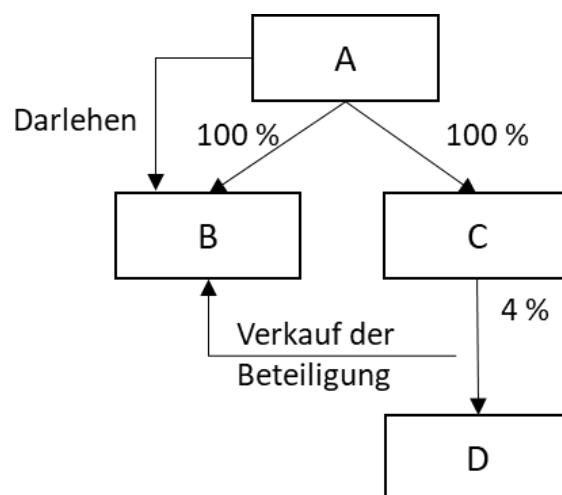 A
Darlehen
100 %
100 %
B
C
4 %
Verkauf der
Beteiligung
D